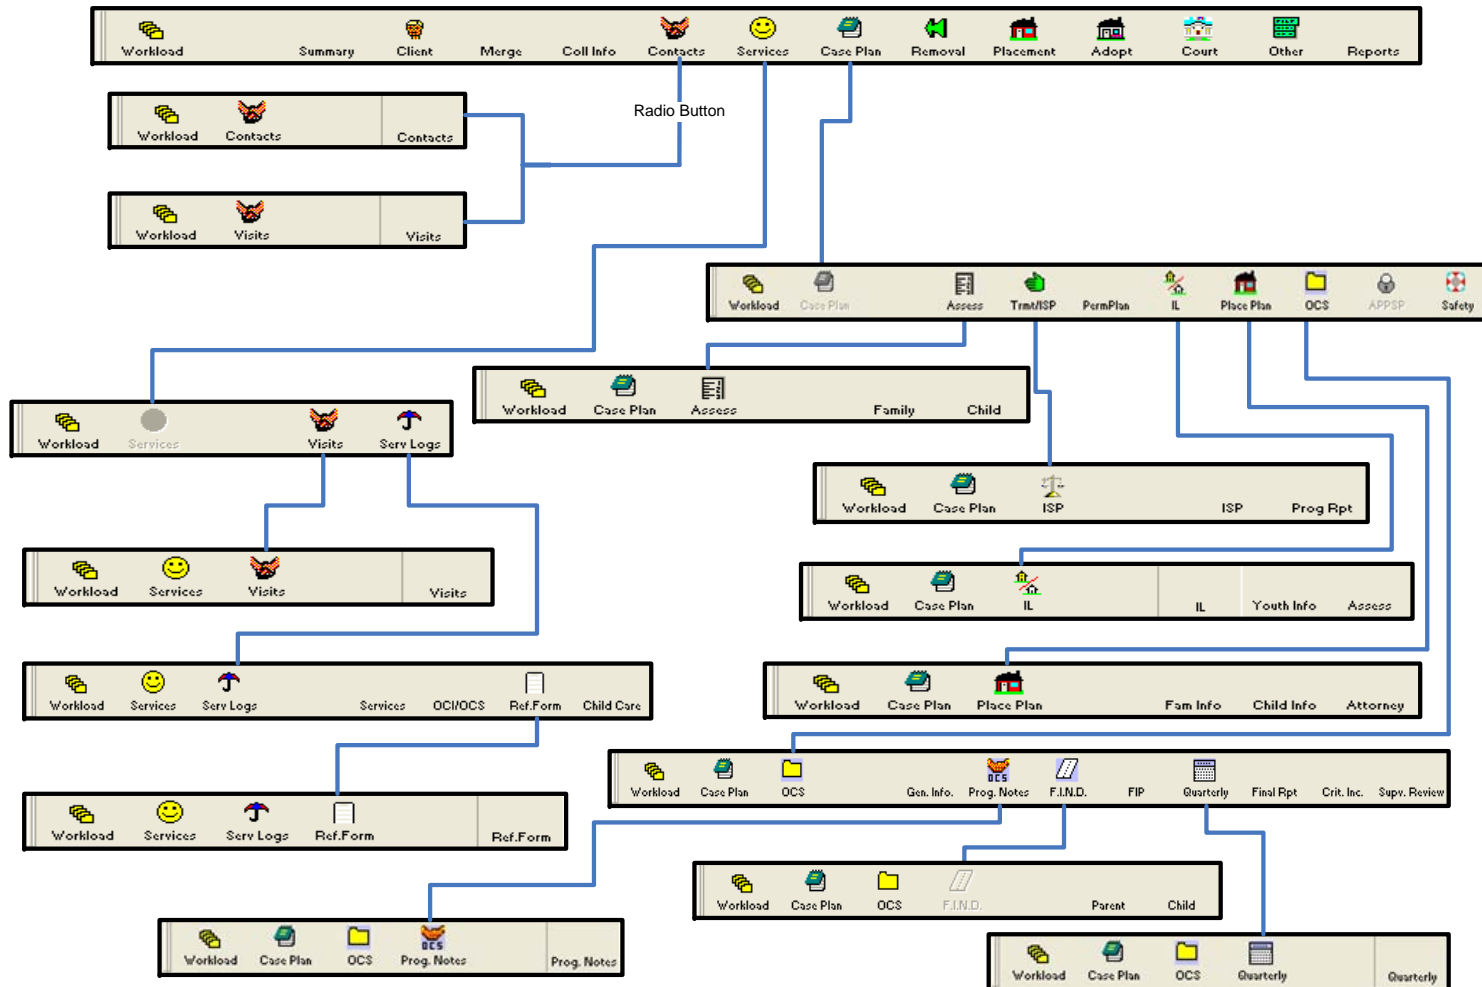 Workload Summary Client Merge Coll Info Contacts Services Case Plan Removal Placement Adopt Court Other Reports
Radio Button
Workload Contacts Contacts
Workload Visits Visits
Workload Case Plan Assess Trmt/ISP PermPlan IL Place Plan OCS APPSP Safety
Workload Case Plan Assess Family Child
Workload Services Visits Serv Logs
Workload Case Plan ISP ISP Prog Rpt
Workload Services Visits Visits
Workload Case Plan IL IL Youth Info Assess
Workload Services Serv Logs Services OCI/OCS Ref.Form Child Care
Workload Case Plan Place Plan Fam Info Child Info Attorney
OCS
Workload Case Plan OCS Gen. Info. Prog. Notes F.I.N.D. FIP Quarterly Final Rpt Crit. Inc. Supv. Review
Workload Services Serv Logs Ref.Form Ref.Form
Workload Case Plan OCS F.I.N.D. Parent Child
OCS
Workload Case Plan OCS Prog. Notes Prog. Notes
Workload Case Plan OCS Quarterly Quarterly